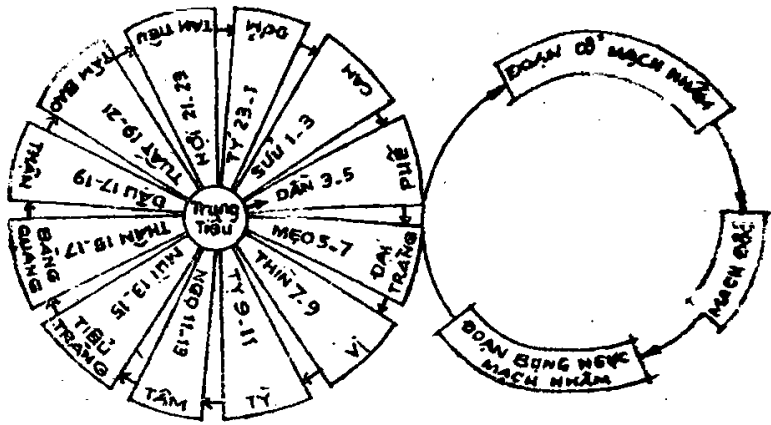 ĐỞM
TÝ 23-1
CAN
SỬU 1-3
PHẾ
DẦN 3-5
ĐẠI
TRÀNG
MẸO 5-7
VỊ
THÌN 7-9
TỲ
TỴ 9-11
TÂM
NGỌ 11-13
TIỂU
TRÀNG
MÙI 13-15
BÀNG
QUANG
THÂN 15-17
THẬN
DẬU 17-19
TÂM BÀO
TUẤT 19-21
TAM TIÊU
HỢI 21-23
Trung
Tiêu
ĐOẠN CỔ MẠCH NHÂM
MẠCH ĐỐC
ĐOẠN BỤNG NGỰC
MẠCH NHÂM